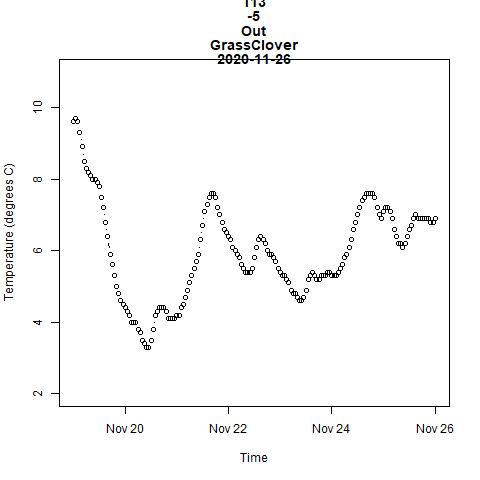 113
-5
Out
GrassClover
2020-11-26
Temperature (degrees C)
10
8
6
4
2
Nov 20
Nov 22
Nov 24
Nov 26
Time